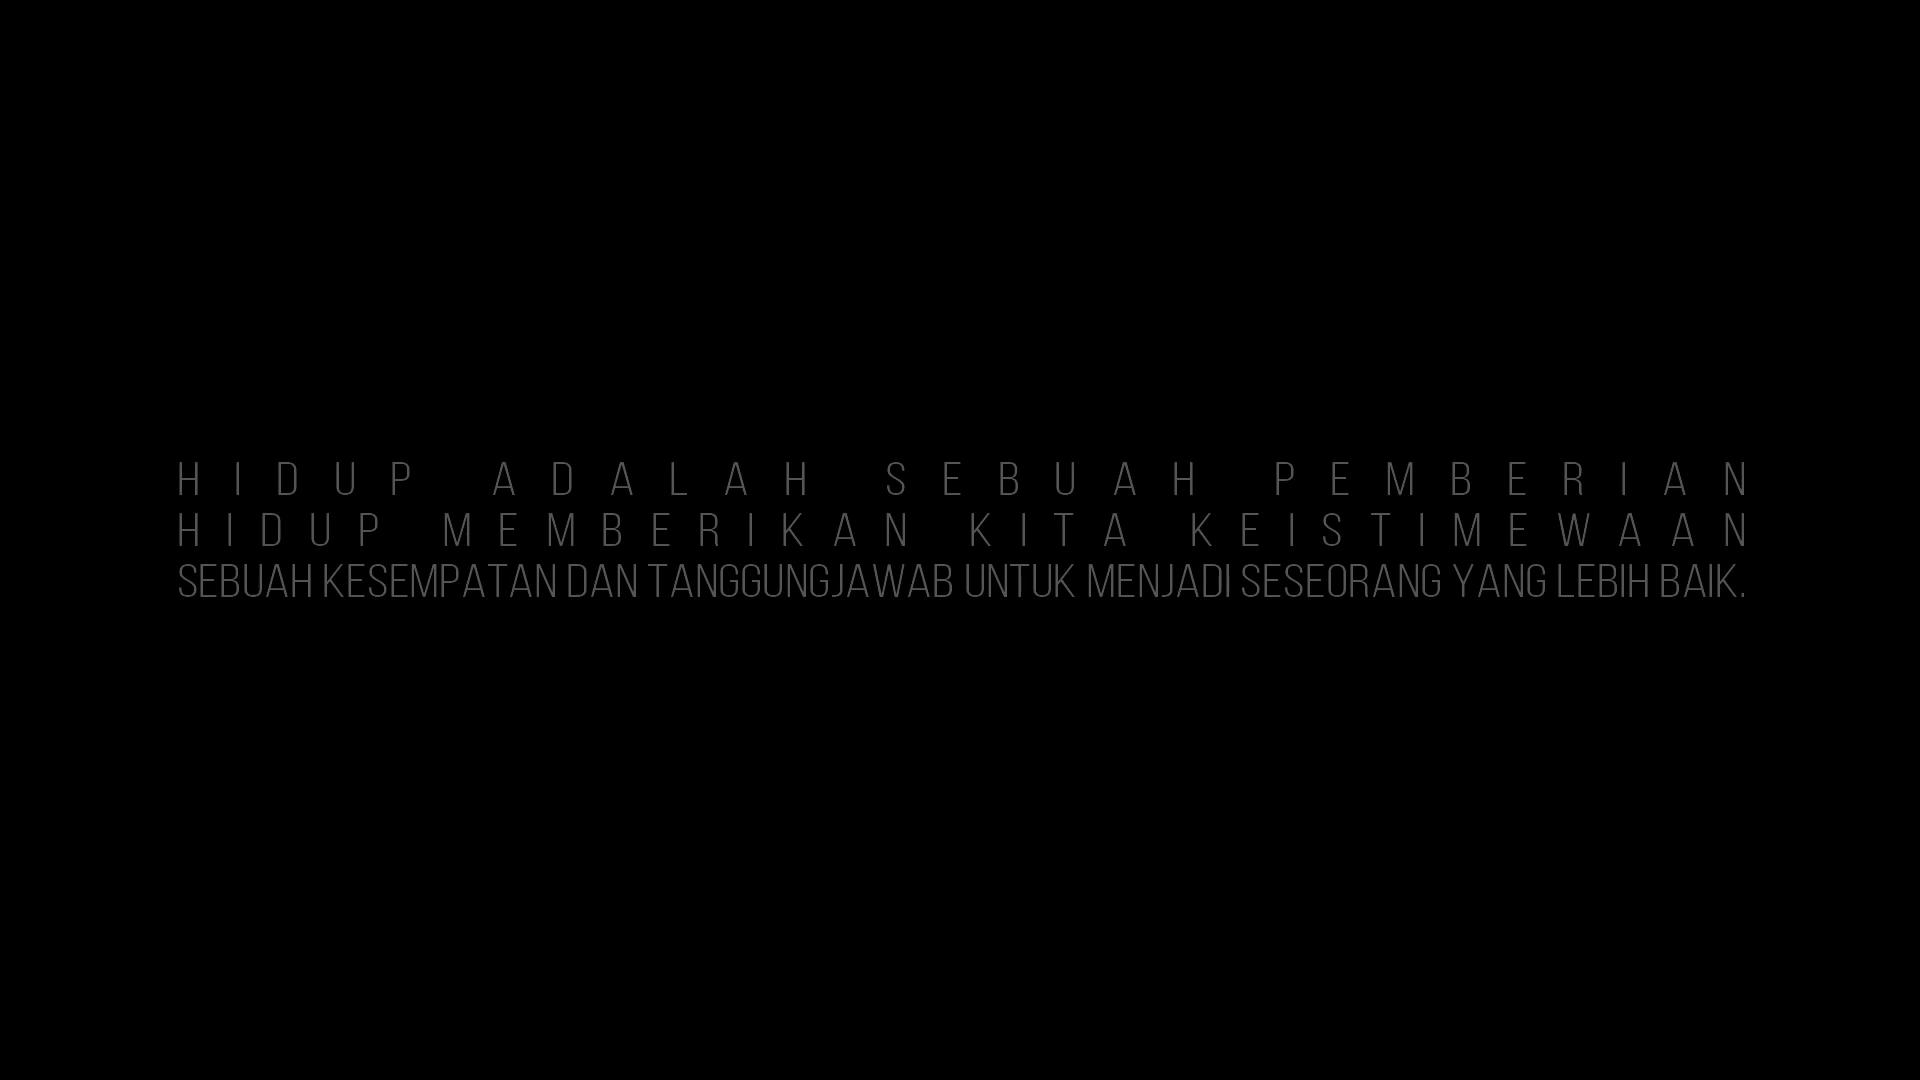 HIDUP ADALAH SEBUAH PEMBERIAN
HIDUP MEMBERIKAN KITA KEISTIMEWAAN
SEBUAH KESEMPATAN DAN TANGGUNGJAWAB UNTUK MENJADI SESEORANG YANG LEBIH BAIK.